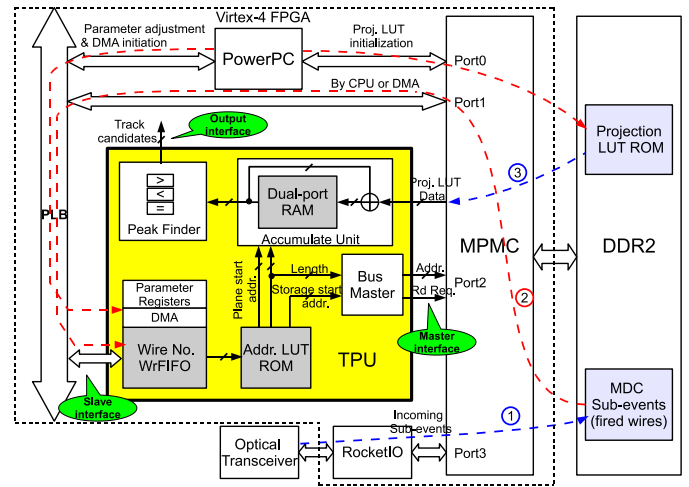 Virtex-4 FPGA
Parameter adjustment
& DMA initiation
PowerPC
Proj. LUT
initialization
Port0
By CPU or DMA
Port1
Track
candidates
Output
interface
PLB
>
<
=
Peak Finder
Dual-port
RAM
Accumulate Unit
Proj. LUT
Data
Projection
LUT ROM
3
MPMC
DDR2
Plane start
addr.
Length
Storage start
addr.
Bus
Master
Addr.
Port2
Rd Req.
Master
interface
2
Parameter
Registers
DMA
Wire No.
WrFIFO
Addr. LUT
ROM
TPU
Slave
interface
MDC
Sub-events
(fired wires)
1
Incoming
Sub-events
Optical
Transceiver
RocketIO
Port3